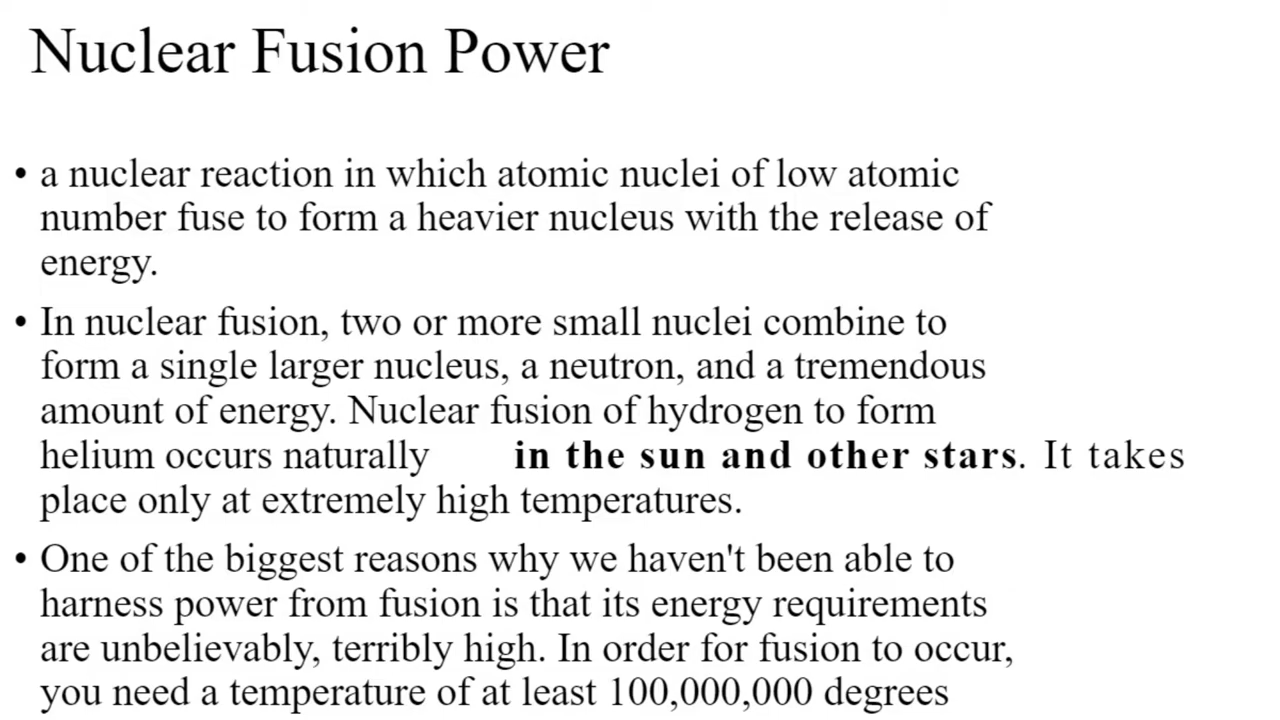 Nuclear Fusion Power
• a nuclear reaction in which atomic nuclei of low atomic
number fuse to form a heavier nucleus with the release of
energy.
• In nuclear fusion, two or more small nuclei combine to
form a single larger nucleus, a neutron, and a tremendous
amount of energy. Nuclear fusion of hydrogen to form
helium occurs naturally in the sun and other stars. It takes
place only at extremely high temperatures.
• One of the biggest reasons why we haven't been able to
harness power from fusion is that its energy requirements
are unbelievably, terribly high. In order for fusion to occur,
you need a temperature of at least 100,000,000 degrees